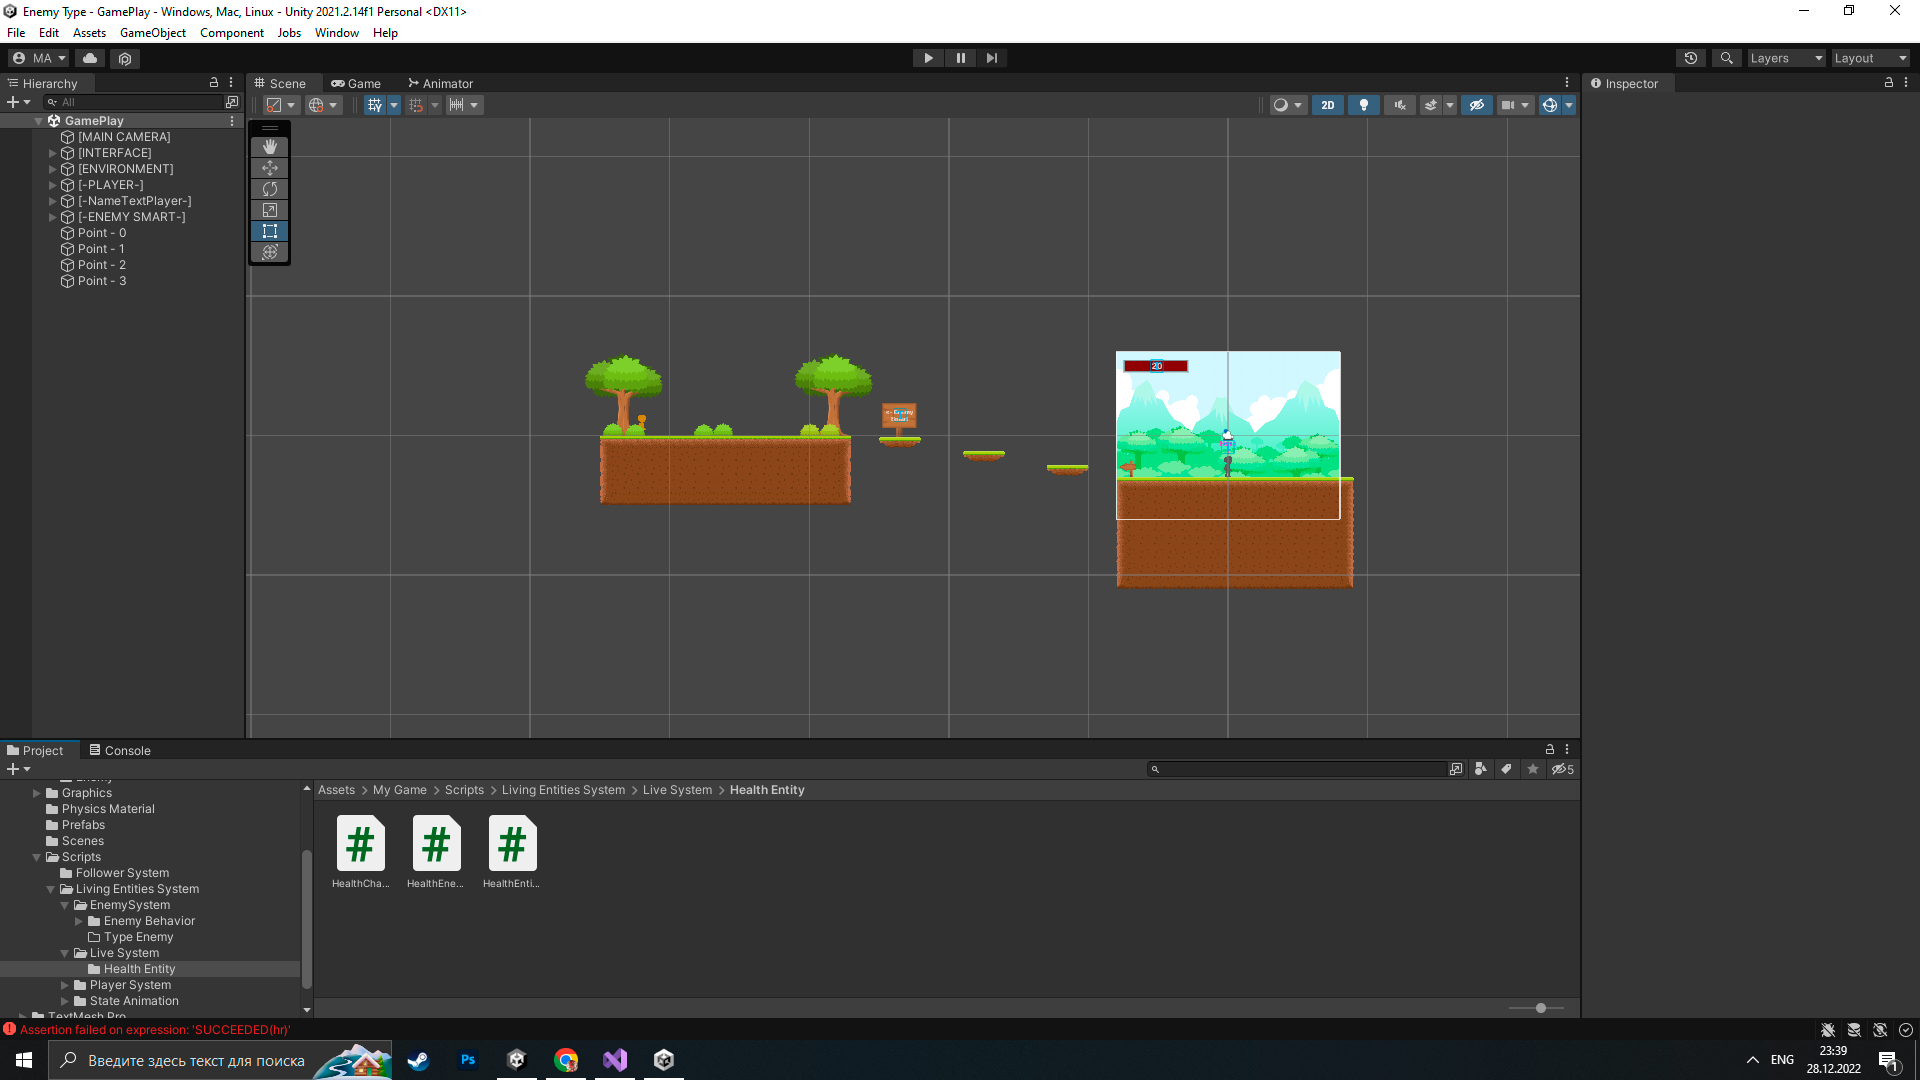 Enemy Type - GamePlay - Windows, Mac, Linux - Unity 2021.2.14f1 Personal <DX11>
File Edit Assets GameObject Component Jobs Window Help
MA
Layers
Layout
Hierarchy
Scene
Game
Animator
Inspector
All
2D
GamePlay
[MAIN CAMERA]
[INTERFACE]
[ENVIRONMENT]
[-PLAYER-]
[-NameTextPlayer-]
[-ENEMY SMART-]
Point - 0
Point - 1
Point - 2
Point - 3
20
<- Enemy
Project
Console
5
Graphics
Physics Material
Prefabs
Scenes
Scripts
Follower System
Living Entities System
EnemySystem
Enemy Behavior
Type Enemy
Live System
Health Entity
Player System
State Animation
TextMesh Pro
Assets > My Game > Scripts > Living Entities System > Live System > Health Entity
HealthCha...
HealthEne...
HealthEnti...
Assertion failed on expression: 'SUCCEEDED(hr)'
Введите здесь текст для поиска
Ps
ENG
23:39
28.12.2022
1